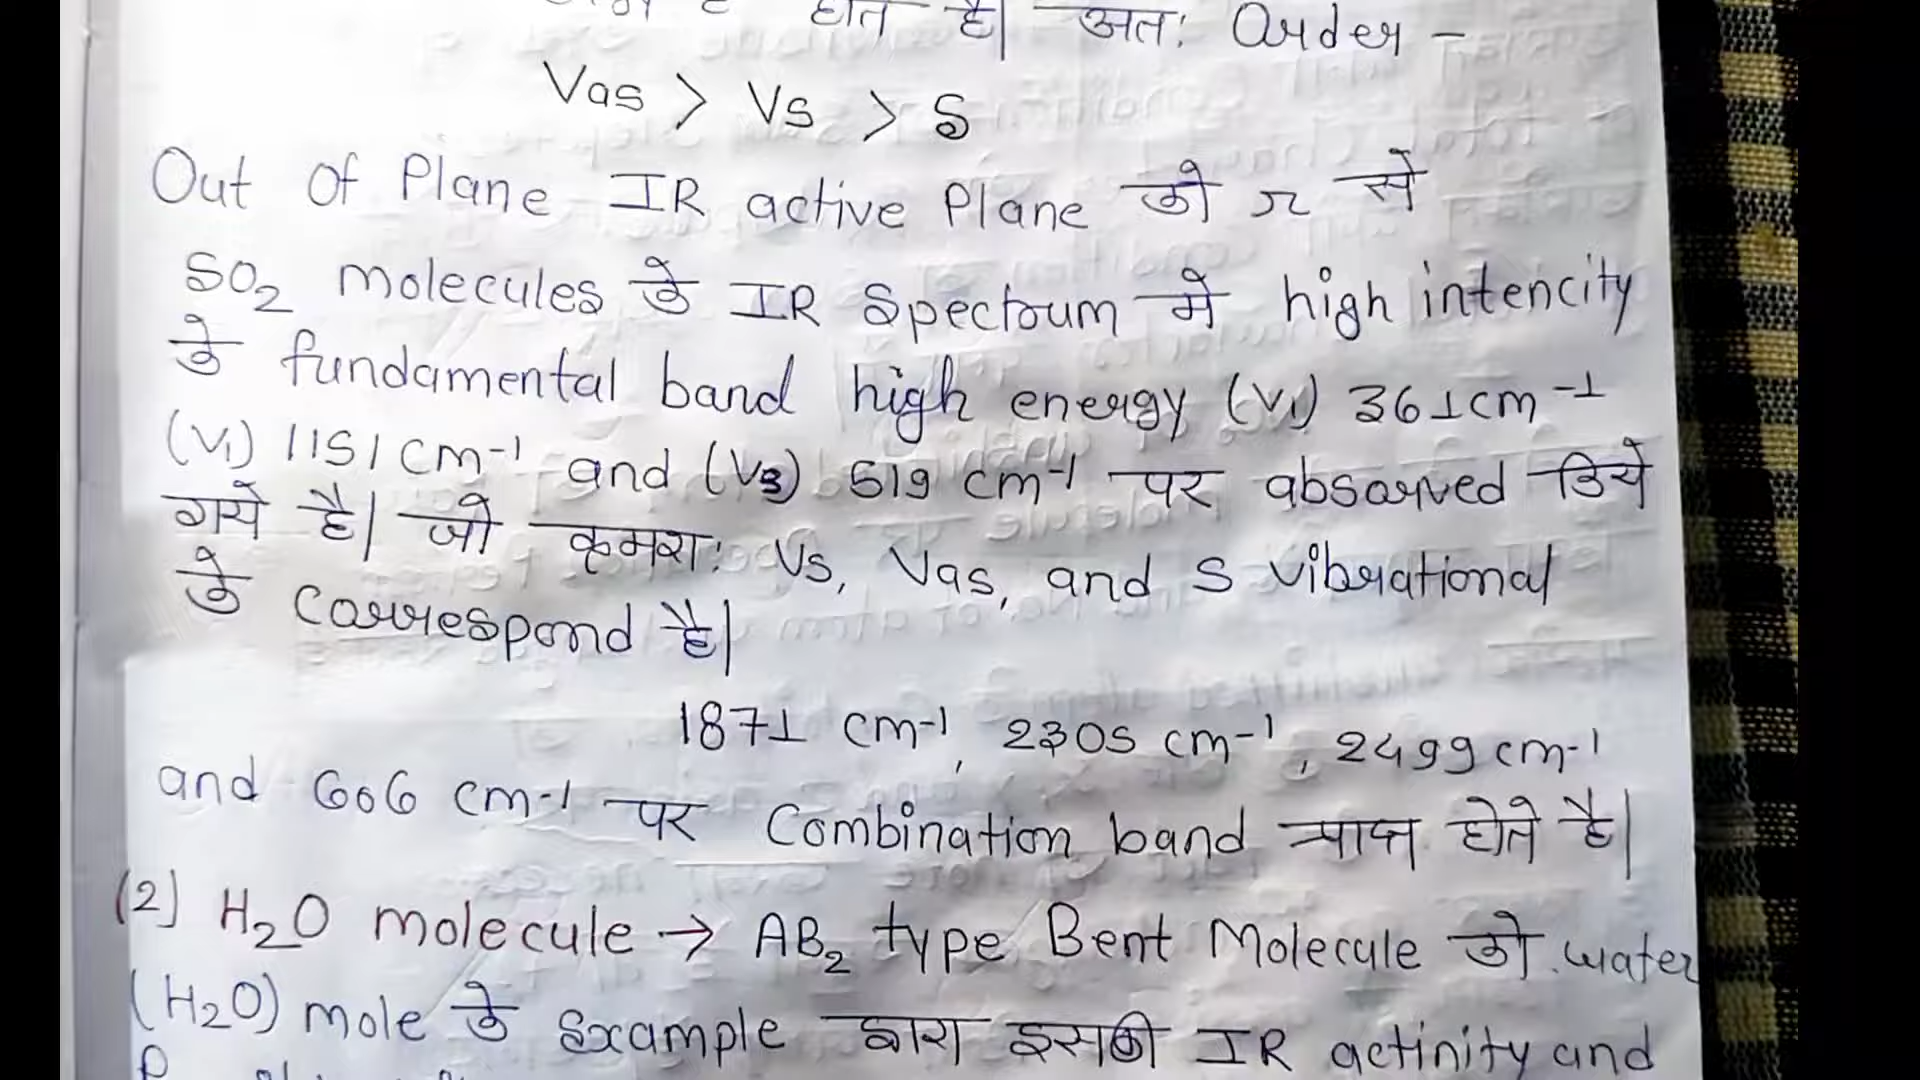 होते है| अतः Order -
Vas > Vs > S
Out of Plane IR active Plane को π से
SO2 molecules के IR Spectrum मे high intencity
के fundamental band high energy (V1) 361cm-1
(V1) 1151 cm-1 and (V3) 519 cm-1 पर absorved किये
गये है| जो क्रमश: Vs, Vas, and S vibrational
के correspond है|
1871 cm-1, 2305 cm-1, 2499 cm-1
and 606 cm-1 पर Combination band प्राप्त होते है|
(2) H2O molecule → AB2 type Bent Molecule को water
(H2O) mole के Example द्वारा इसकी IR actinity and